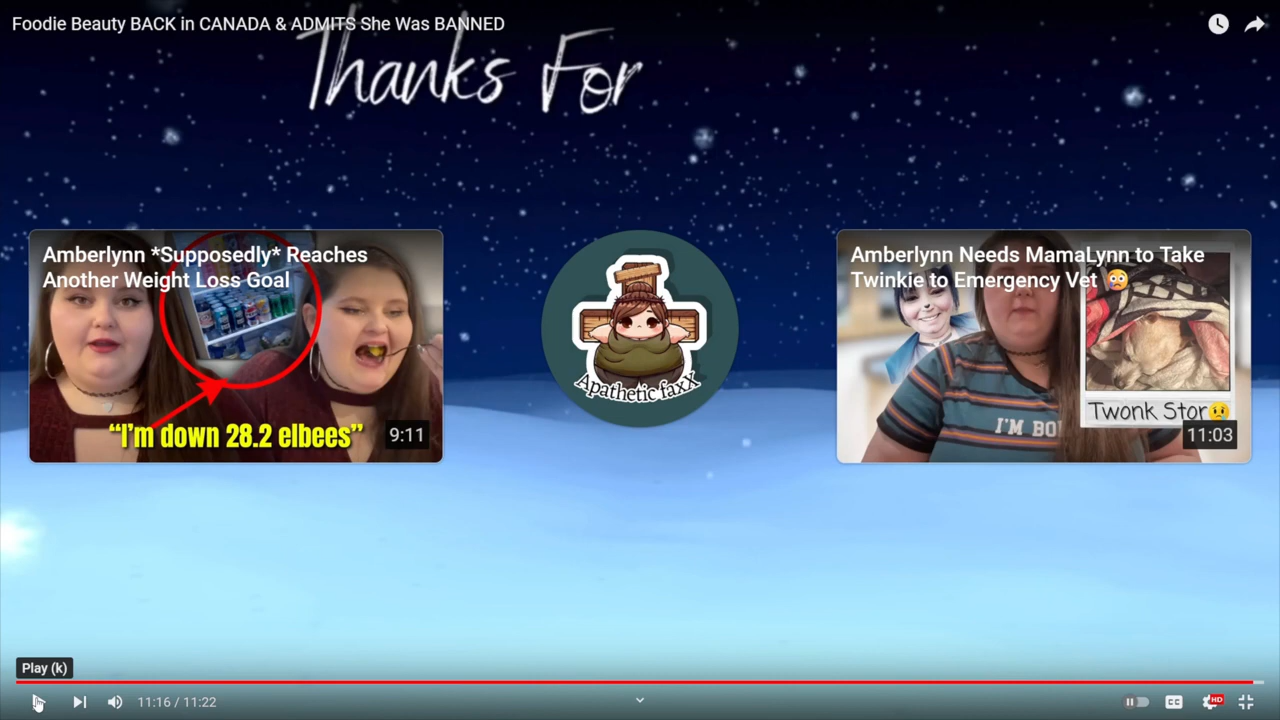 Foodie Beauty BACK in CANADA & ADMITS She Was BANNED
Thanks For
Amberlynn *Supposedly* Reaches
Another Weight Loss Goal
"I'm down 28.2 elbees"
9:11
Apathetic faxX
Amberlynn Needs MamaLynn to Take
Twinkie to Emergency Vet 😢
I'M BO
Twonk Stor😢
11:03
Play (k)
11:16 / 11:22
CC
HD